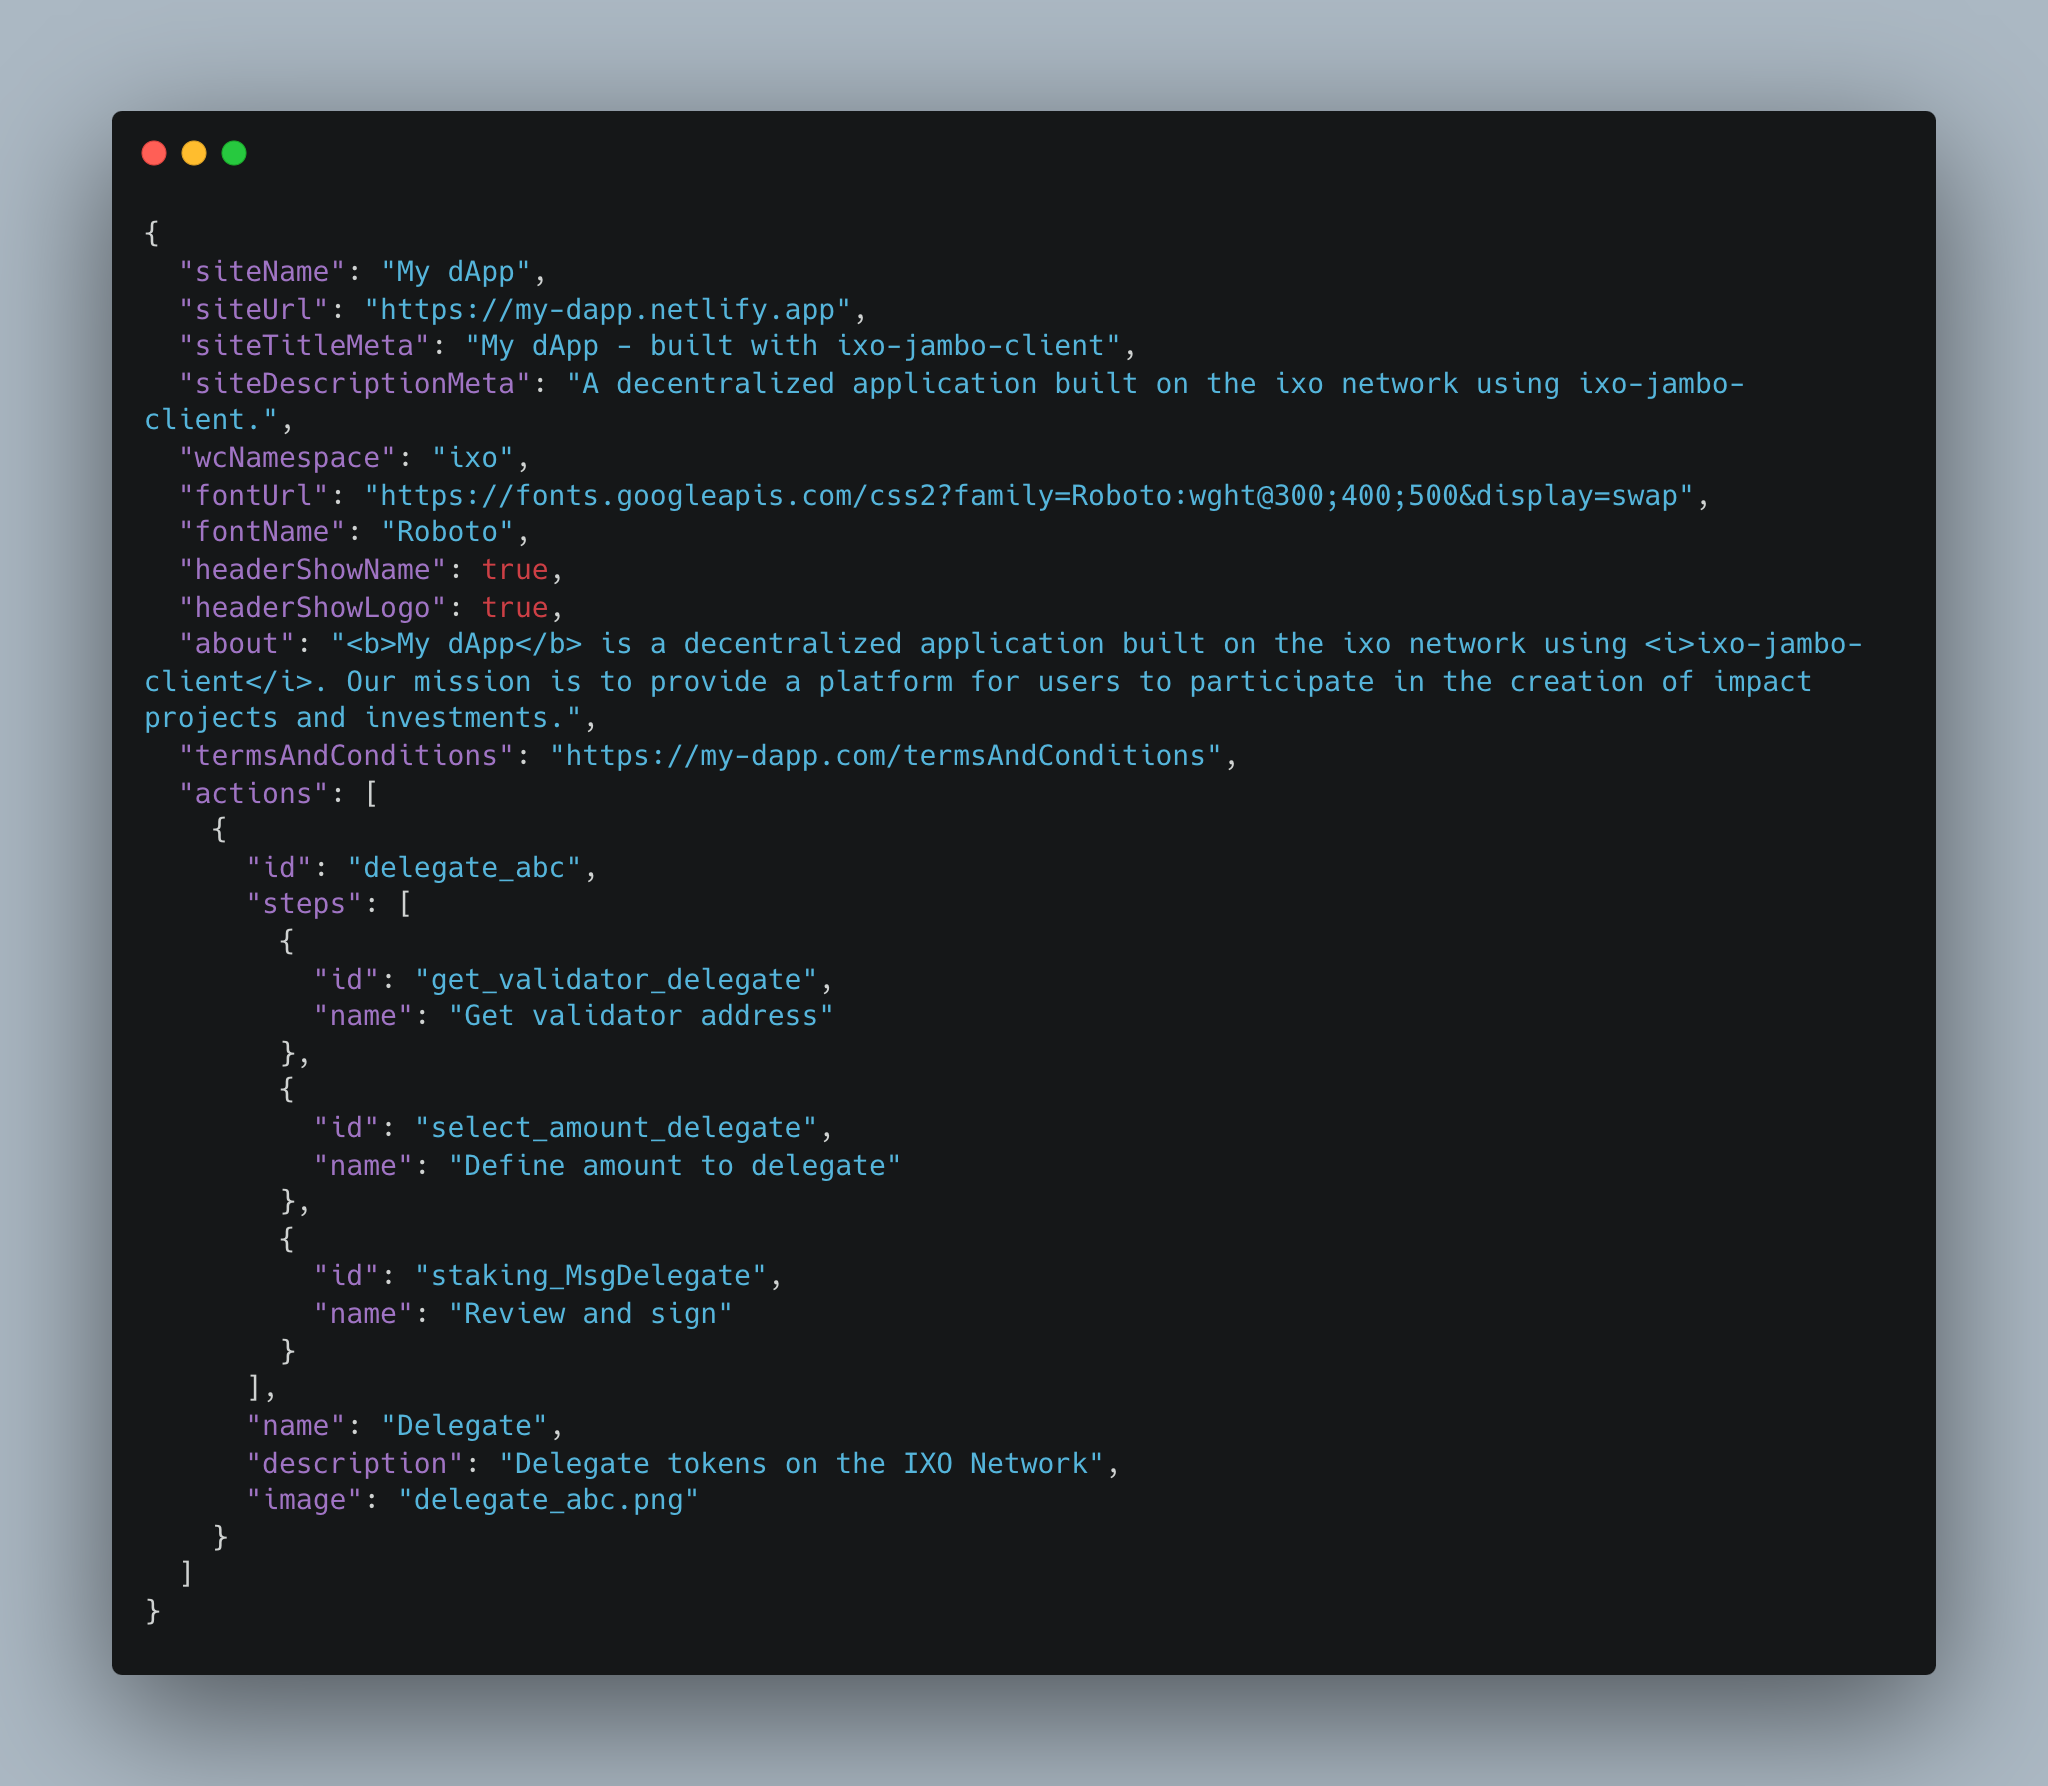 {
  "siteName": "My dApp",
  "siteUrl": "https://my-dapp.netlify.app",
  "siteTitleMeta": "My dApp - built with ixo-jambo-client",
  "siteDescriptionMeta": "A decentralized application built on the ixo network using ixo-jambo-
client.",
  "wcNamespace": "ixo",
  "fontUrl": "https://fonts.googleapis.com/css2?family=Roboto:wght@300;400;500&display=swap",
  "fontName": "Roboto",
  "headerShowName": true,
  "headerShowLogo": true,
  "about": "<b>My dApp</b> is a decentralized application built on the ixo network using <i>ixo-jambo-
client</i>. Our mission is to provide a platform for users to participate in the creation of impact
projects and investments.",
  "termsAndConditions": "https://my-dapp.com/termsAndConditions",
  "actions": [
    {
      "id": "delegate_abc",
      "steps": [
        {
          "id": "get_validator_delegate",
          "name": "Get validator address"
        },
        {
          "id": "select_amount_delegate",
          "name": "Define amount to delegate"
        },
        {
          "id": "staking_MsgDelegate",
          "name": "Review and sign"
        }
      ],
      "name": "Delegate",
      "description": "Delegate tokens on the IXO Network",
      "image": "delegate_abc.png"
    }
  ]
}